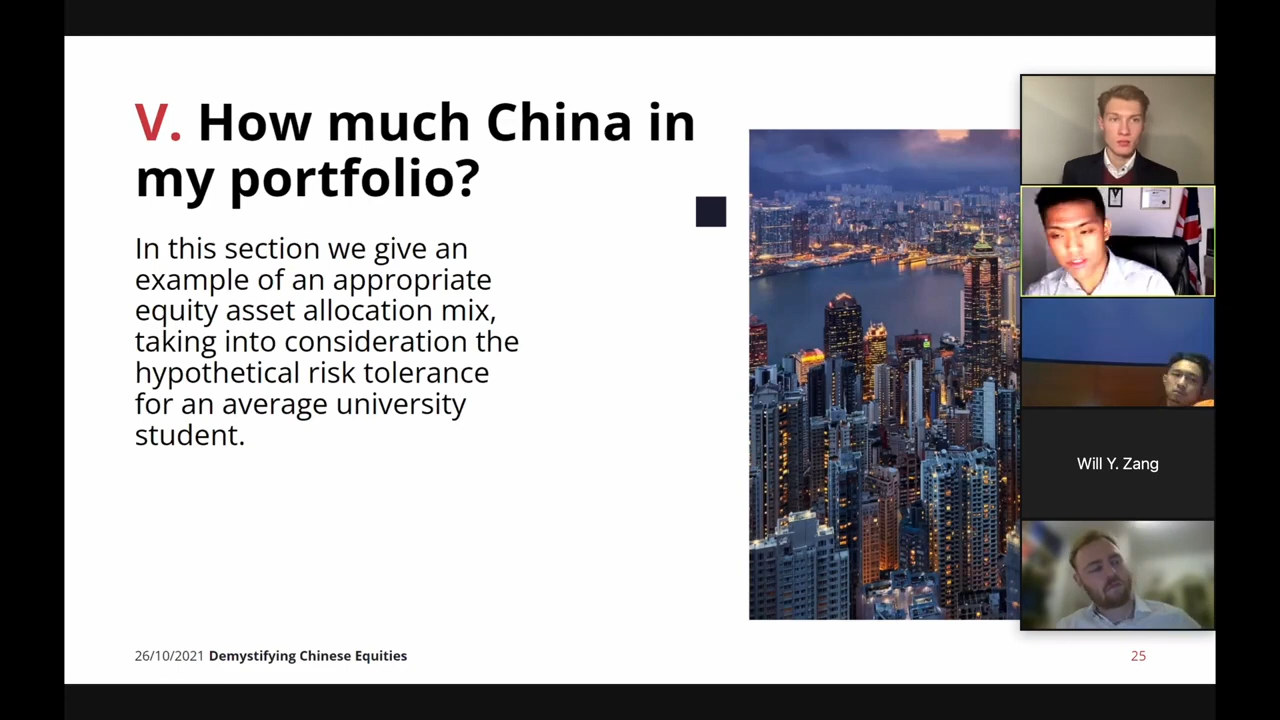 V. How much China in
my portfolio?
In this section we give an
example of an appropriate
equity asset allocation mix,
taking into consideration the
hypothetical risk tolerance
for an average university
student.
Will Y. Zang
26/10/2021 Demystifying Chinese Equities
25